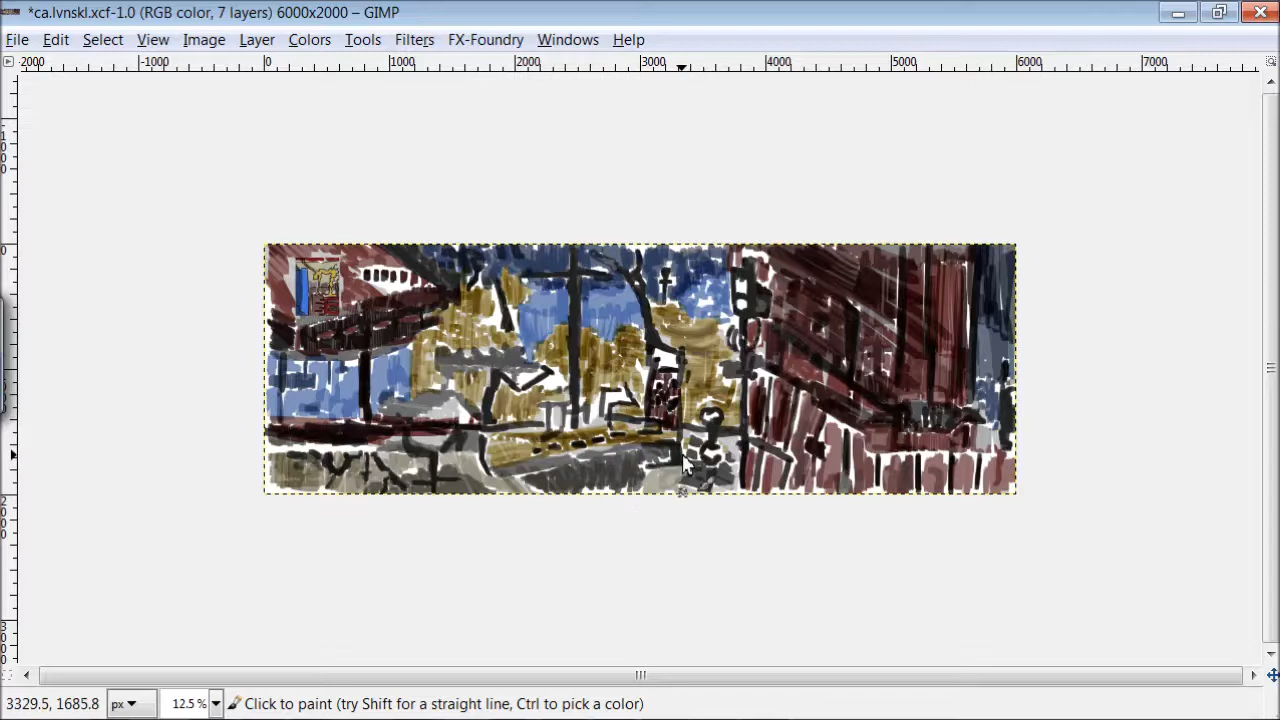 *ca.lvnskl.xcf-1.0 (RGB color, 7 layers) 6000x2000 – GIMP
File Edit Select View Image Layer Colors Tools Filters FX-Foundry Windows Help
-2000 -1000 0 1000 2000 3000 4000 5000 6000 7000
3329.5, 1685.8 px 12.5 % Click to paint (try Shift for a straight line, Ctrl to pick a color)